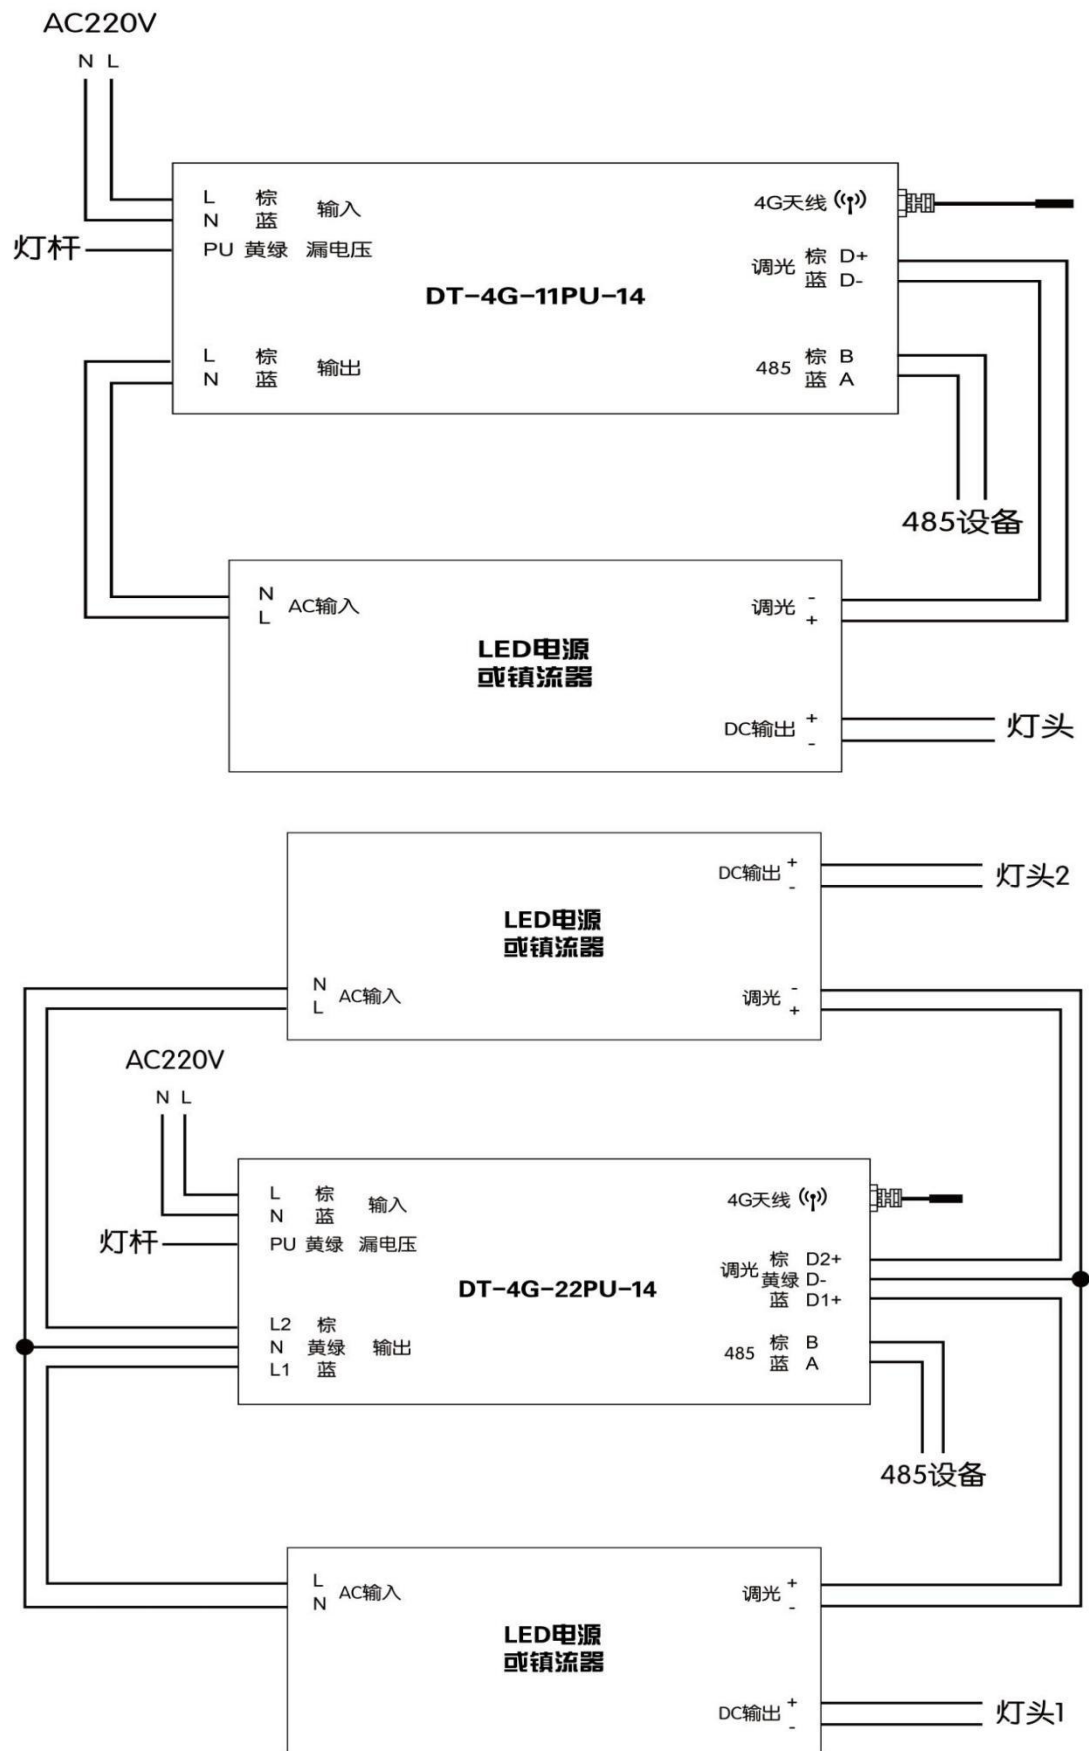 AC220V
N L
L 棕 输入
N 蓝
灯杆 PU 黄绿 漏电压
4G天线
调光 棕 D+
蓝 D-
DT-4G-11PU-14
L 棕 输出
N 蓝
485 棕 B
蓝 A
485设备
N AC输入
L
调光 -
+
LED电源
或镇流器
DC输出 +
-
灯头
DC输出 +
-
灯头2
LED电源
或镇流器
N AC输入
L
调光 -
+
AC220V
N L
L 棕 输入
N 蓝
灯杆 PU 黄绿 漏电压
4G天线
调光 棕 D2+
黄绿 D-
蓝 D1+
DT-4G-22PU-14
L2 棕
N 黄绿 输出
L1 蓝
485 棕 B
蓝 A
485设备
L AC输入
N
调光 +
-
LED电源
或镇流器
DC输出 +
-
灯头1